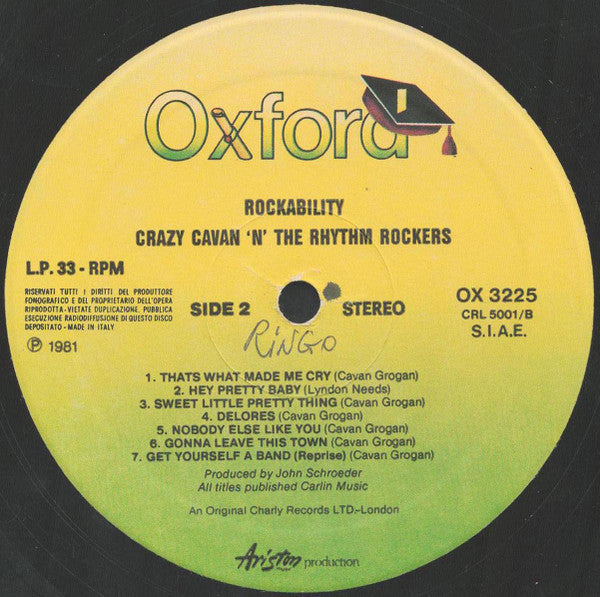 Oxford
ROCKABILITY
CRAZY CAVAN 'N' THE RHYTHM ROCKERS
L.P. 33 - RPM
RISERVATI TUTTI I DIRITTI DEL PRODUTTORE
FONOGRAFICO E DEL PROPRIETARIO DELL'OPERA
RIPRODOTTA - VIETATE DUPLICAZIONE, PUBBLICA
ESECUZIONE RADIODIFFUSIONE DI QUESTO DISCO
DEPOSITATO - MADE IN ITALY
℗ 1981
SIDE 2
STEREO
OX 3225
CRL 5001/B
S.I.A.E.
RiNGO
1. THATS WHAT MADE ME CRY (Cavan Grogan)
2. HEY PRETTY BABY (Lyndon Needs)
3. SWEET LITTLE PRETTY THING (Cavan Grogan)
4. DELORES (Cavan Grogan)
5. NOBODY ELSE LIKE YOU (Cavan Grogan)
6. GONNA LEAVE THIS TOWN (Cavan Grogan)
7. GET YOURSELF A BAND (Reprise) (Cavan Grogan)
Produced by John Schroeder
All titles published Carlin Music
An Original Charly Records LTD.-London
Ariston production